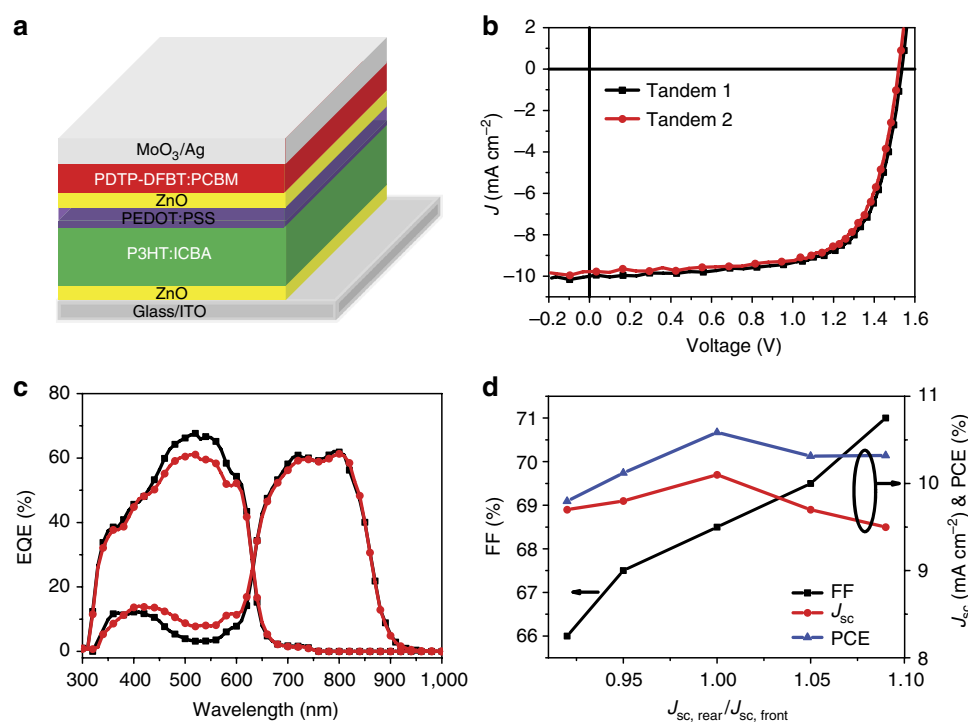 a
MoO₃/Ag
PDTP-DFBT:PCBM
ZnO
PEDOT:PSS
P3HT:ICBA
ZnO
Glass/ITO
b
2
0
−2
−4
−6
−8
−10
J (mA cm⁻²)
Tandem 1
Tandem 2
−0.2 0.0 0.2 0.4 0.6 0.8 1.0 1.2 1.4 1.6
Voltage (V)
c
80
60
40
20
0
EQE (%)
300 400 500 600 700 800 900 1,000
Wavelength (nm)
d
71
70
69
68
67
66
FF (%)
11
10
9
8
Jsc (mA cm⁻²) & PCE (%)
FF
Jsc
PCE
0.95 1.00 1.05 1.10
Jsc, rear/Jsc, front